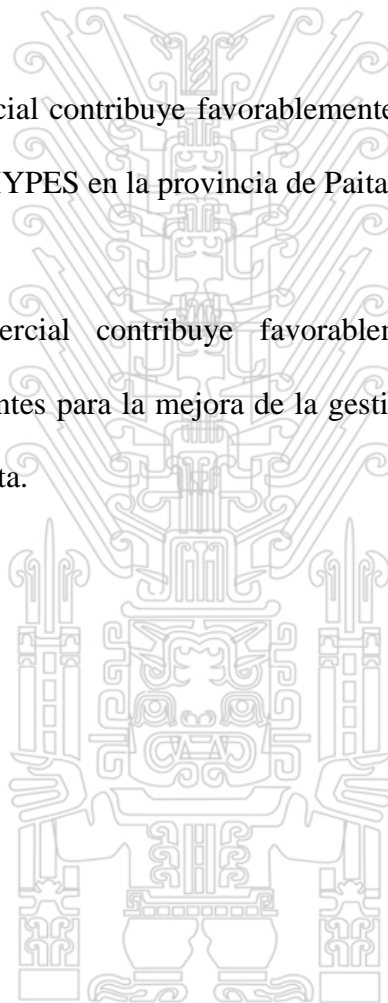 cial contribuye favorablemente
YPES en la provincia de Paita
ercial contribuye favorablem
ntes para la mejora de la gesti
ta.